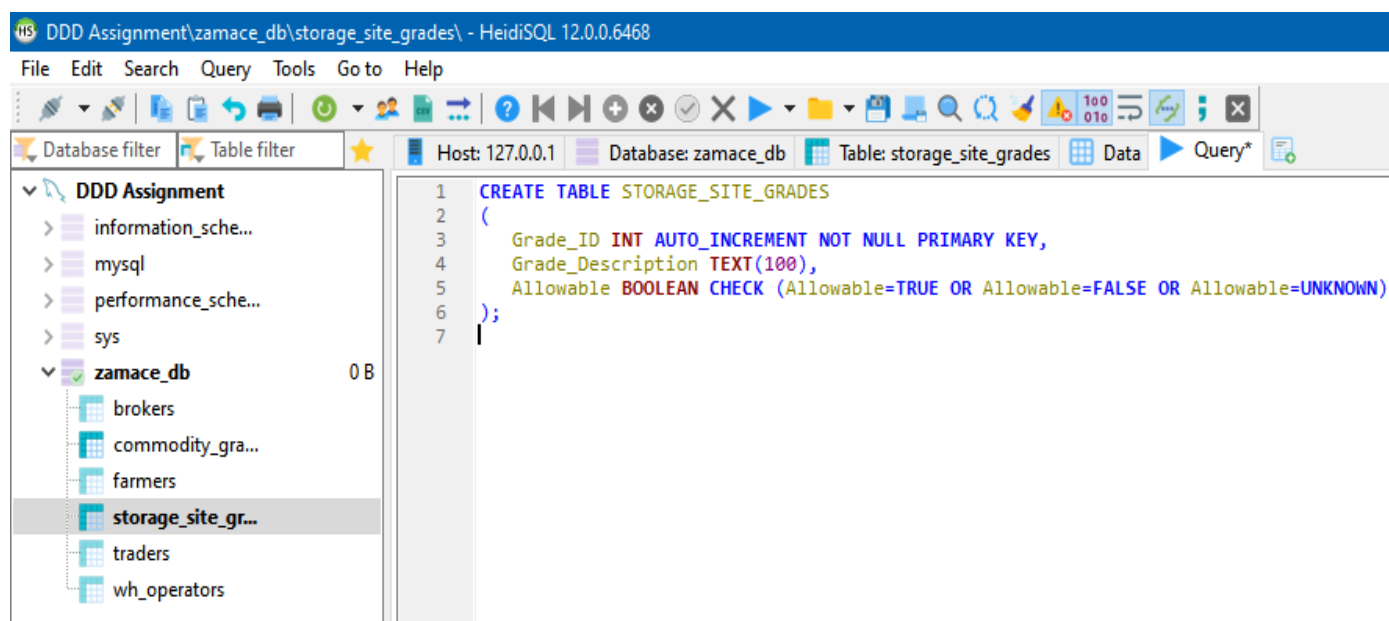 HS DDD Assignment\zamace_db\storage_site_grades\ - HeidiSQL 12.0.0.6468
File Edit Search Query Tools Go to Help
CSV 100 010
Database filter Table filter Host: 127.0.0.1 Database: zamace_db Table: storage_site_grades Data Query*
DDD Assignment
information_sche...
mysql
performance_sche...
sys
zamace_db 0 B
brokers
commodity_gra...
farmers
storage_site_gr...
traders
wh_operators
1 CREATE TABLE STORAGE_SITE_GRADES
2 (
3 Grade_ID INT AUTO_INCREMENT NOT NULL PRIMARY KEY,
4 Grade_Description TEXT(100),
5 Allowable BOOLEAN CHECK (Allowable=TRUE OR Allowable=FALSE OR Allowable=UNKNOWN)
6 );
7